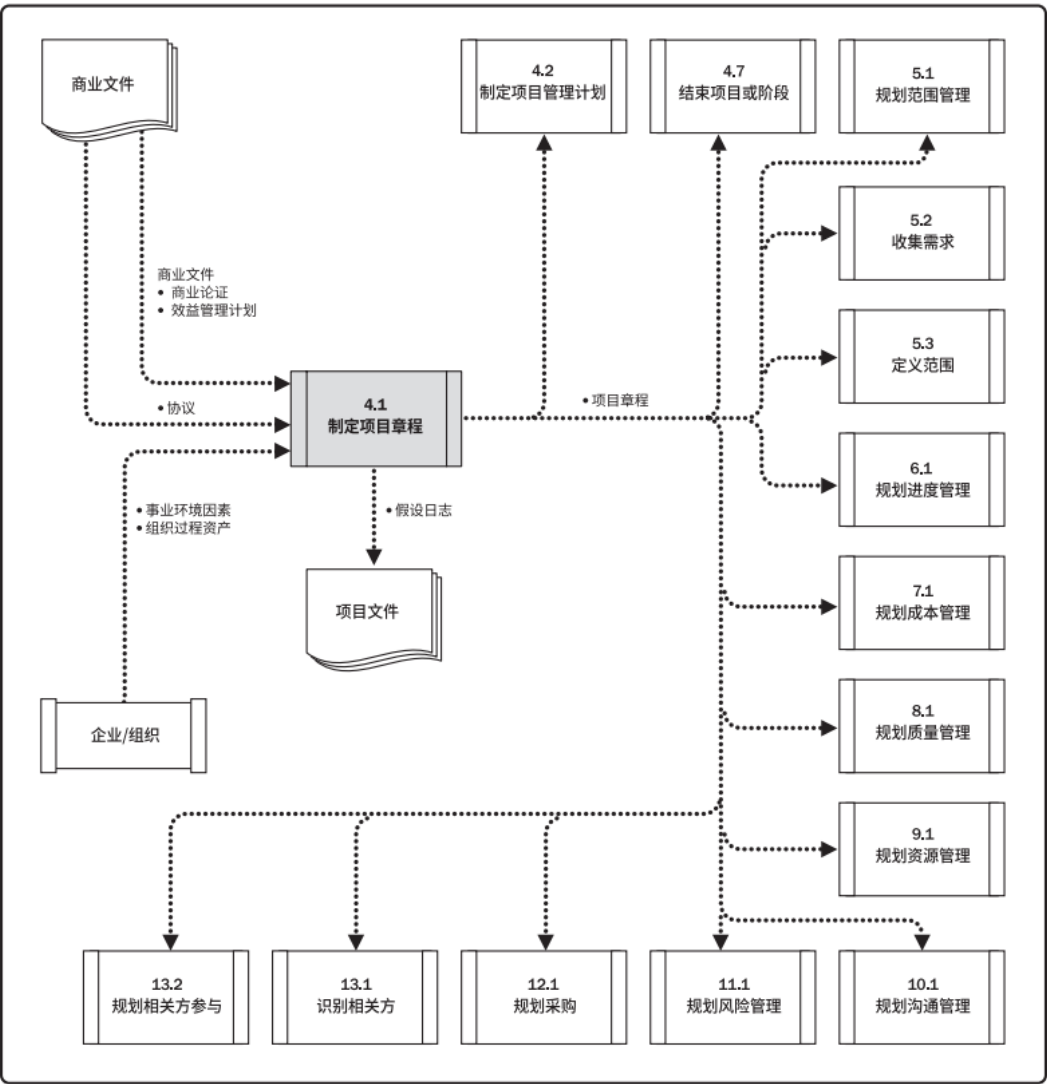 商业文件
4.2
制定项目管理计划
4.7
结束项目或阶段
5.1
规划范围管理
5.2
收集需求
商业文件
• 商业论证
• 效益管理计划
5.3
定义范围
4.1
制定项目章程
• 协议
• 项目章程
6.1
规划进度管理
• 事业环境因素
• 组织过程资产
• 假设日志
7.1
规划成本管理
项目文件
企业/组织
8.1
规划质量管理
9.1
规划资源管理
13.2
规划相关方参与
13.1
识别相关方
12.1
规划采购
11.1
规划风险管理
10.1
规划沟通管理